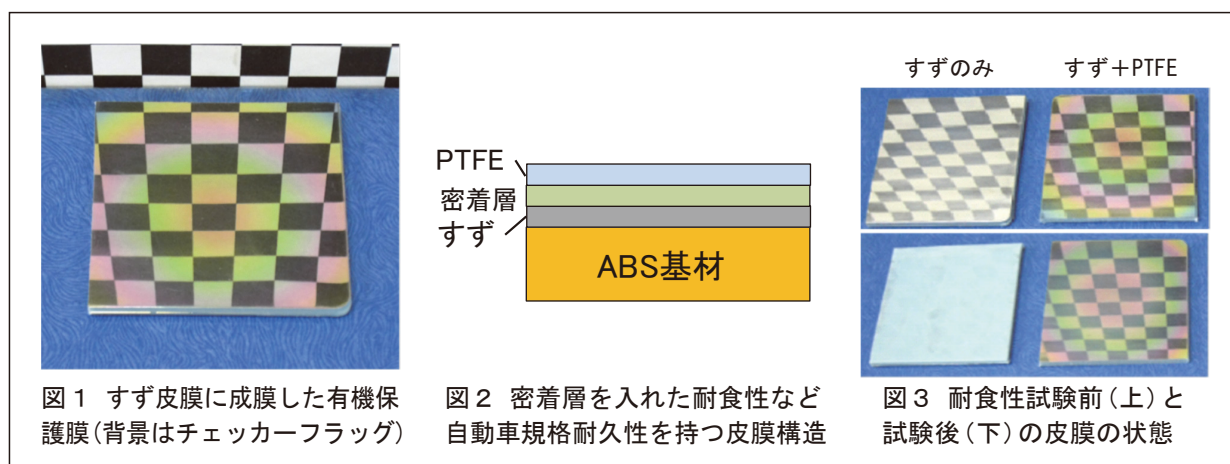 すずのみ
すず+PTFE
PTFE
密着層
すず
ABS基材
図1 すず皮膜に成膜した有機保
護膜(背景はチェッカーフラッグ)
図2 密着層を入れた耐食性など
自動車規格耐久性を持つ皮膜構造
図3 耐食性試験前(上)と
試験後(下)の皮膜の状態